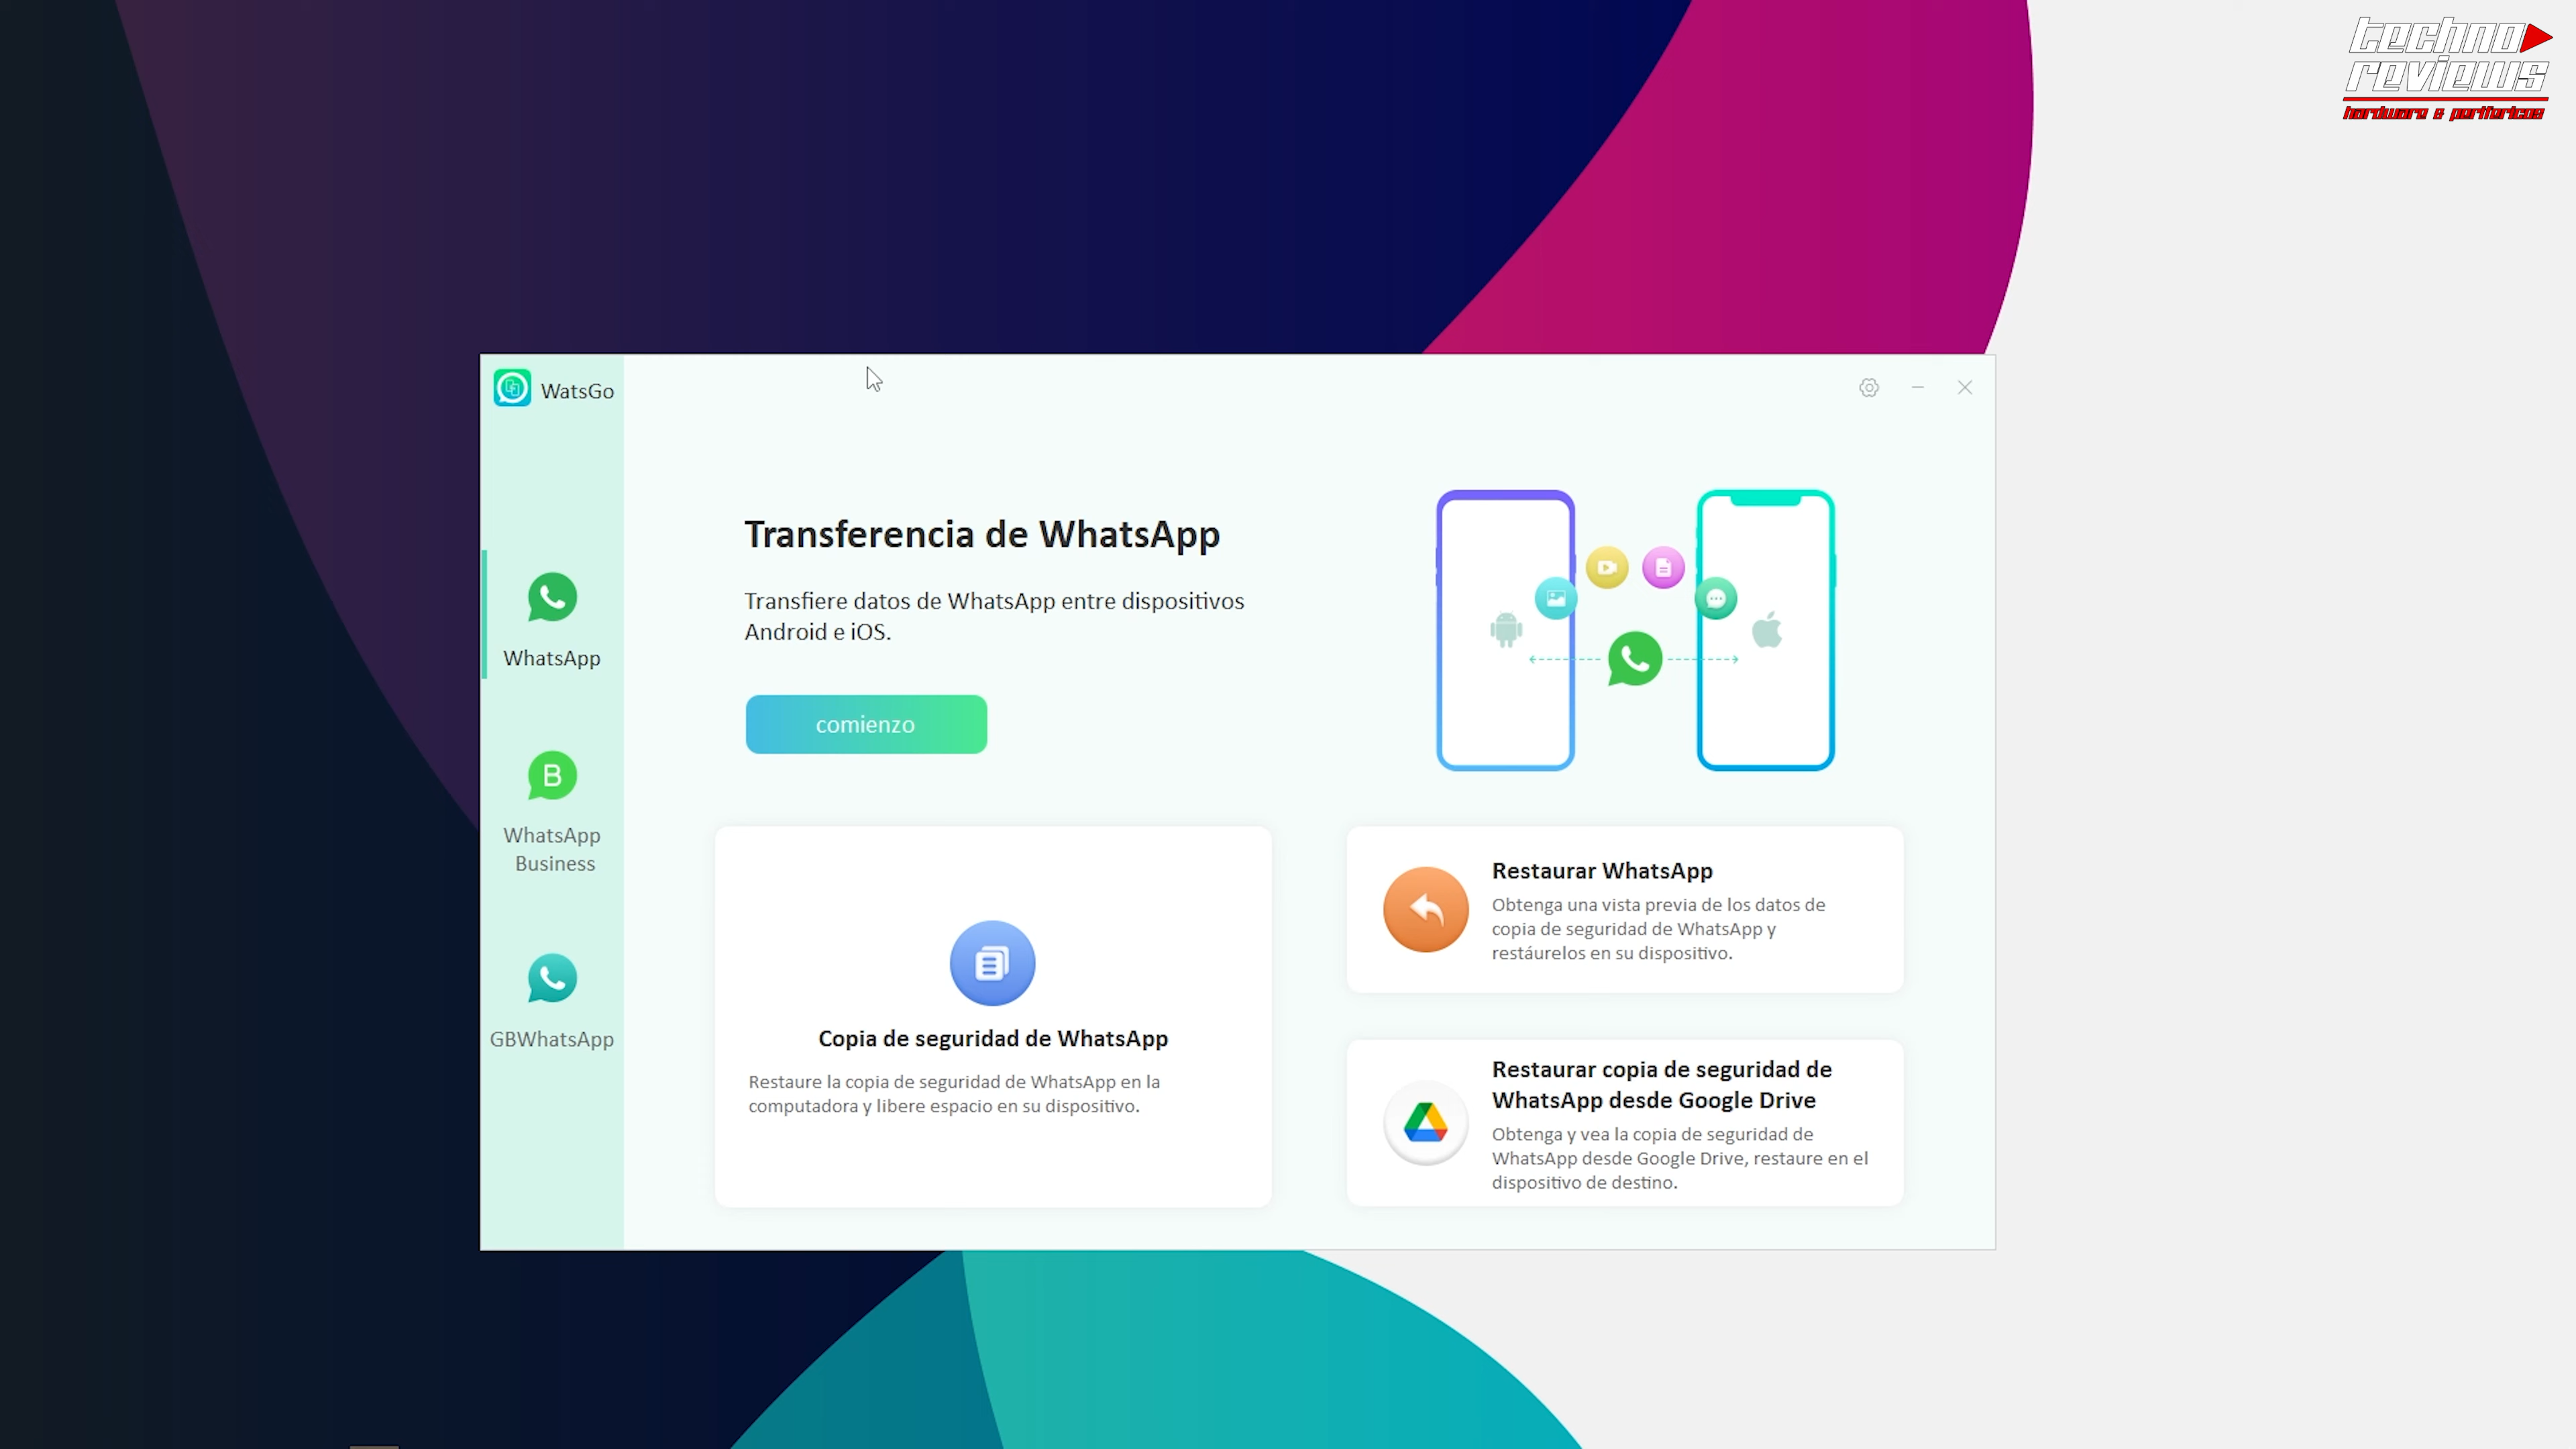 techno
reviews
hardware & perifericos
WatsGo
WhatsApp
B
WhatsApp
Business
GBWhatsApp
Transferencia de WhatsApp
Transfiere datos de WhatsApp entre dispositivos
Android e iOS.
comienzo
Copia de seguridad de WhatsApp
Restaure la copia de seguridad de WhatsApp en la
computadora y libere espacio en su dispositivo.
Restaurar WhatsApp
Obtenga una vista previa de los datos de
copia de seguridad de WhatsApp y
restáurelos en su dispositivo.
Restaurar copia de seguridad de
WhatsApp desde Google Drive
Obtenga y vea la copia de seguridad de
WhatsApp desde Google Drive, restaure en el
dispositivo de destino.